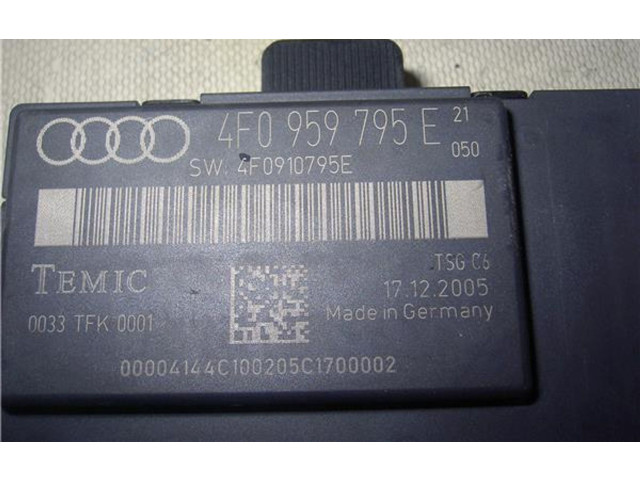 4F0 959 795 E 21
050
SW. 4F0910795E
TEMIC
TSG C6
17.12.2005
0033 TFK 0001
Made in Germany
00004144C100205C1700002